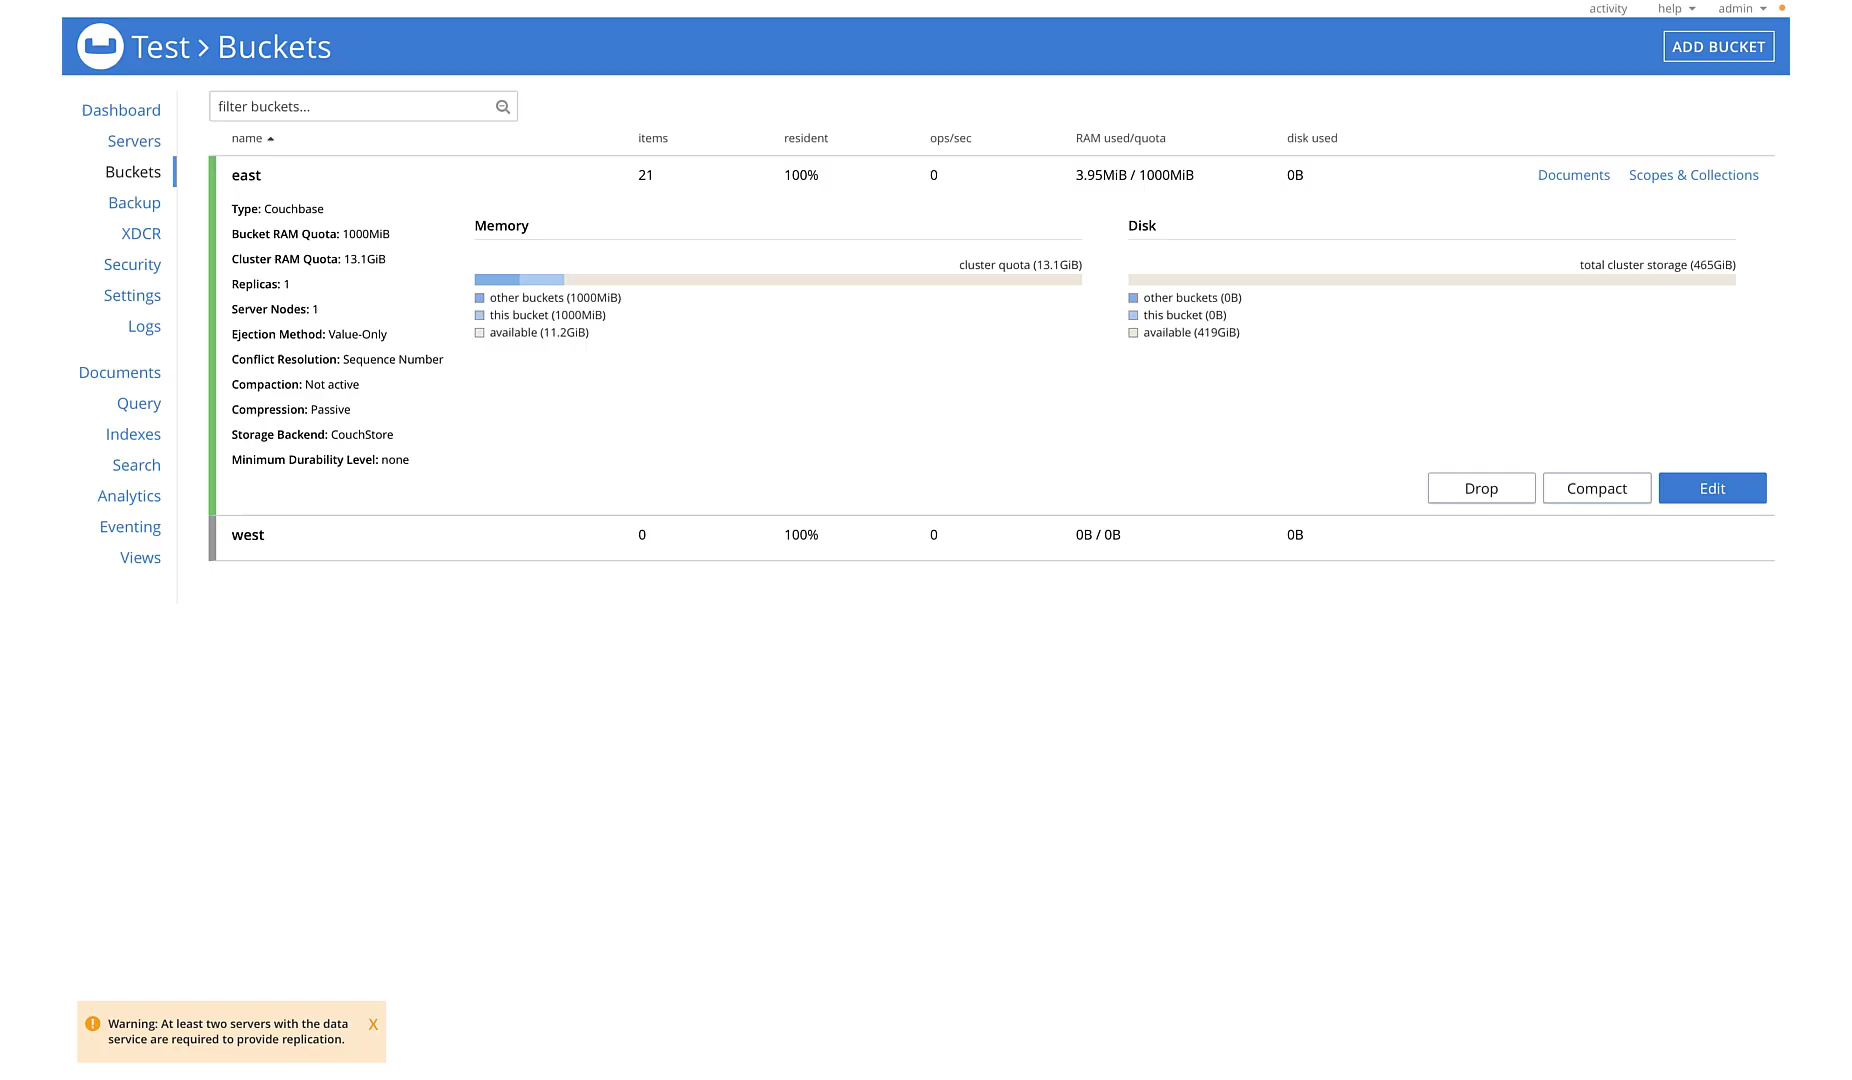 activity help admin
Test > Buckets
ADD BUCKET
Dashboard
Servers
Buckets
Backup
XDCR
Security
Settings
Logs
Documents
Query
Indexes
Search
Analytics
Eventing
Views
filter buckets...
name items resident ops/sec RAM used/quota disk used
east 21 100% 0 3.95MiB / 1000MiB 0B Documents Scopes & Collections
Type: Couchbase
Bucket RAM Quota: 1000MiB
Cluster RAM Quota: 13.1GiB
Replicas: 1
Server Nodes: 1
Ejection Method: Value-Only
Conflict Resolution: Sequence Number
Compaction: Not active
Compression: Passive
Storage Backend: CouchStore
Minimum Durability Level: none
Memory
cluster quota (13.1GiB)
other buckets (1000MiB)
this bucket (1000MiB)
available (11.2GiB)
Disk
total cluster storage (465GiB)
other buckets (0B)
this bucket (0B)
available (419GiB)
Drop Compact Edit
west 0 100% 0 0B / 0B 0B
Warning: At least two servers with the data
service are required to provide replication.
X